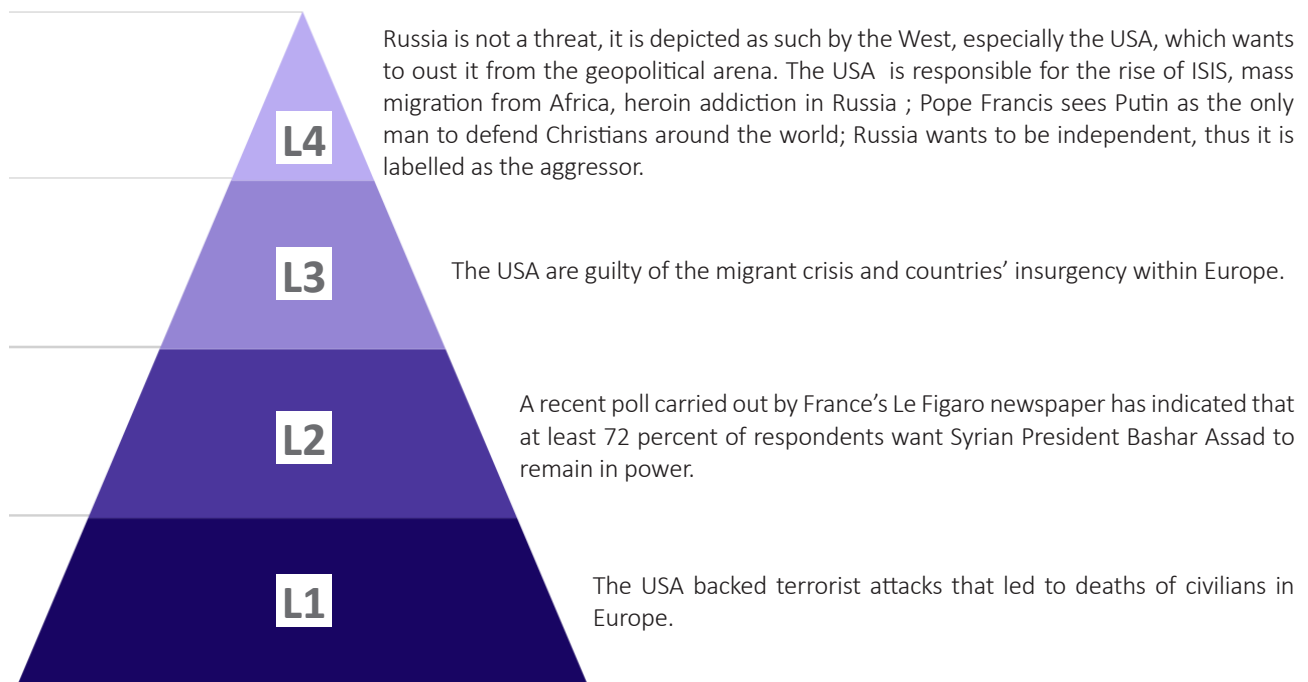 Russia is not a threat, it is depicted as such by the West, especially the USA, which wants
to oust it from the geopolitical arena. The USA  is responsible for the rise of ISIS, mass
migration from Africa, heroin addiction in Russia ; Pope Francis sees Putin as the only
man to defend Christians around the world; Russia wants to be independent, thus it is
labelled as the aggressor.
L4
L3
The USA are guilty of the migrant crisis and countries’ insurgency within Europe.
A recent poll carried out by France’s Le Figaro newspaper has indicated that
at least 72 percent of respondents want Syrian President Bashar Assad to
remain in power.
L2
The USA backed terrorist attacks that led to deaths of civilians in
Europe.
L1